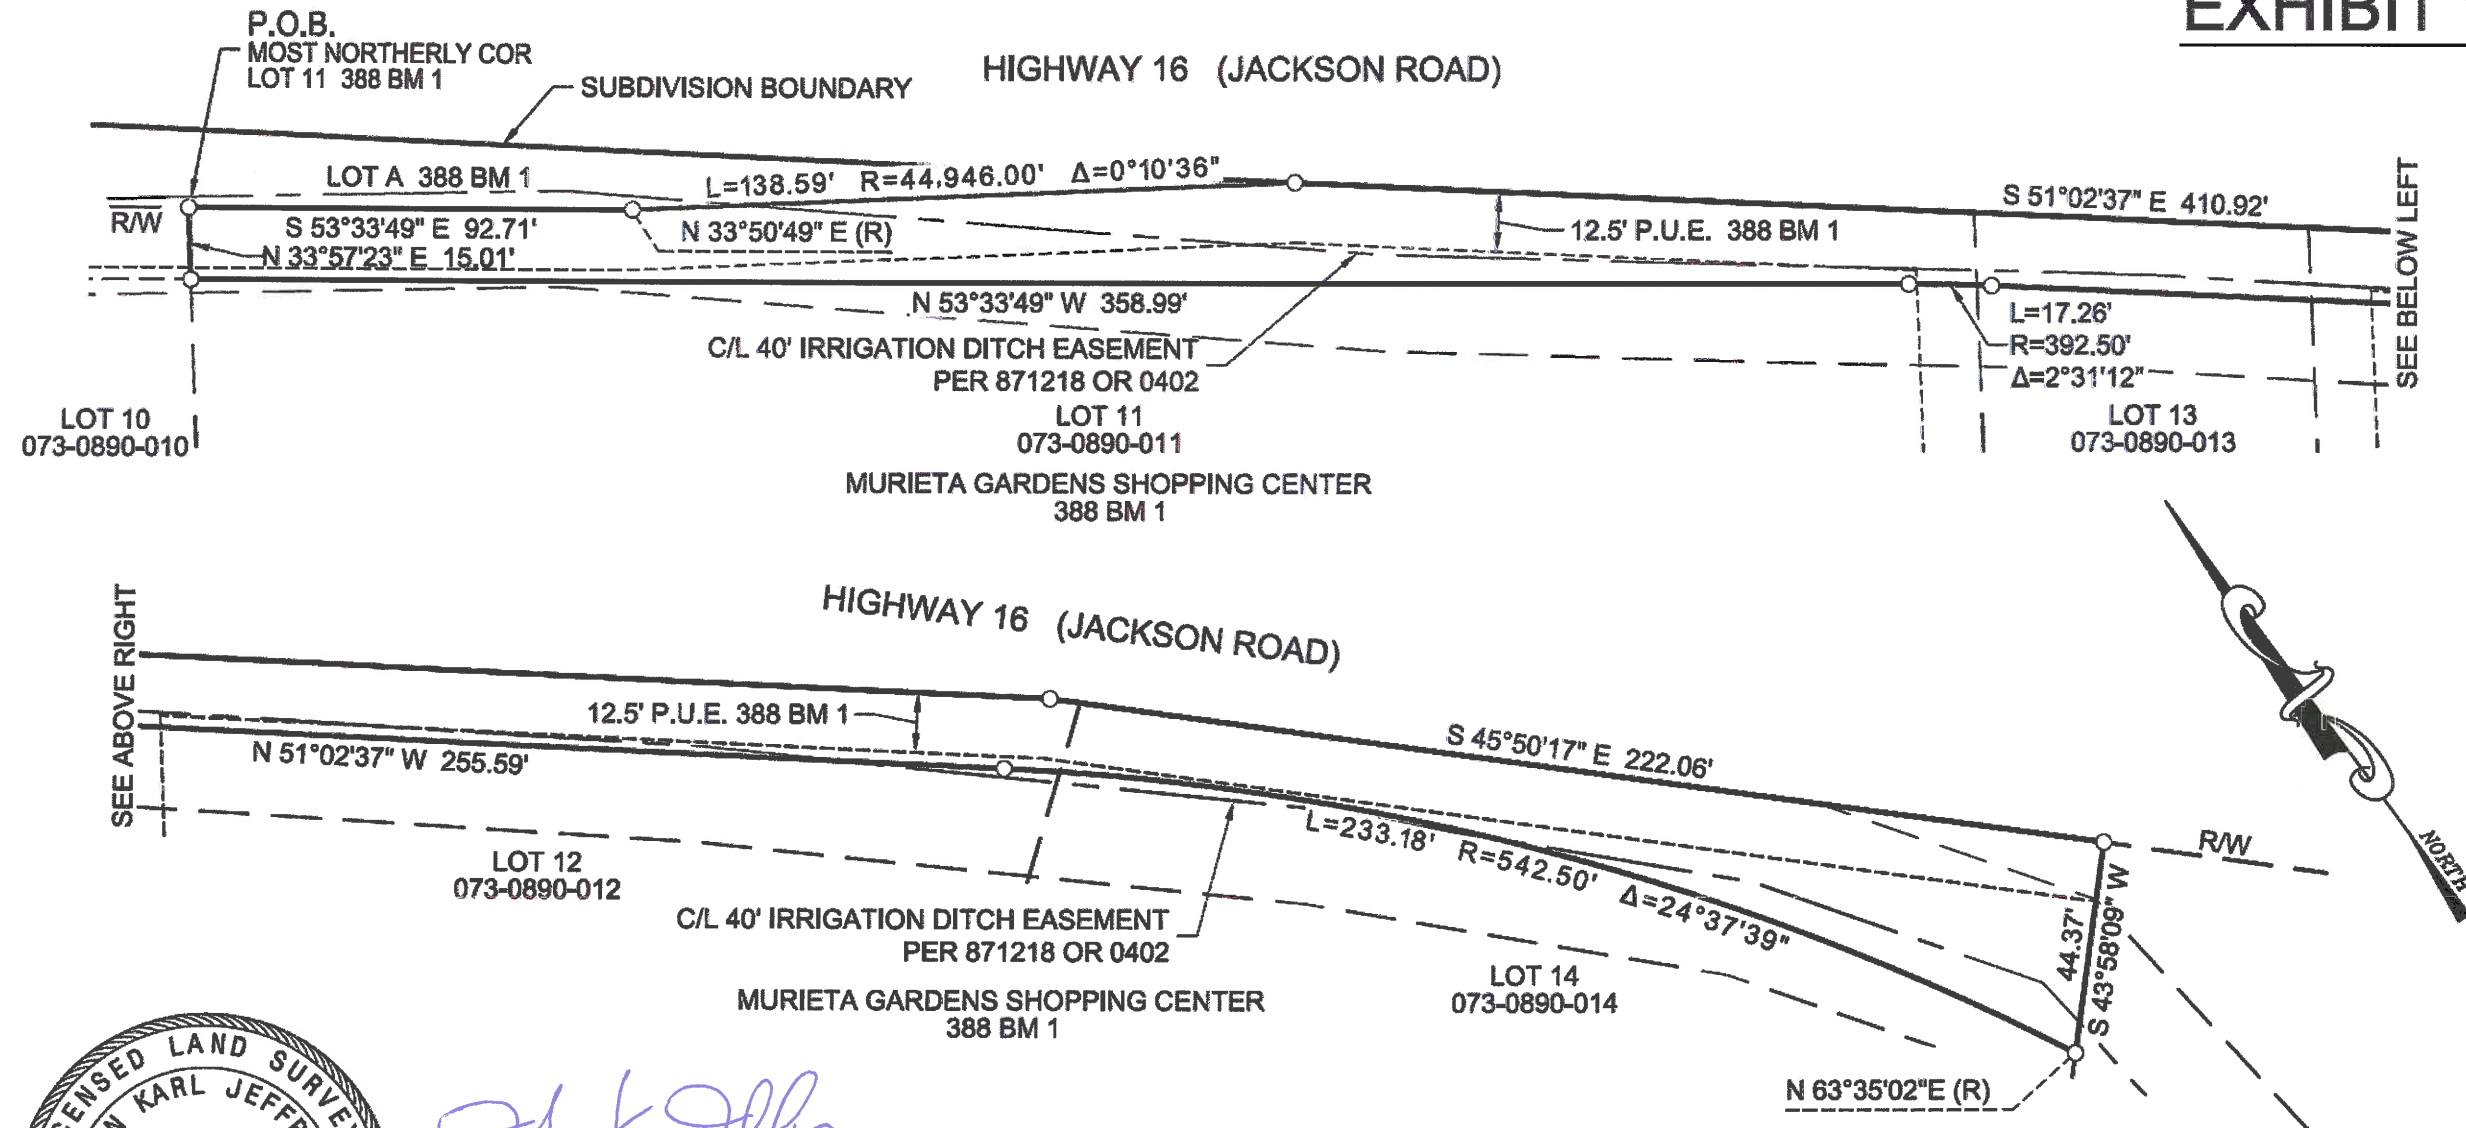 EXHIBIT
P.O.B.
MOST NORTHERLY COR
LOT 11 388 BM 1
SUBDIVISION BOUNDARY
HIGHWAY 16 (JACKSON ROAD)
LOT A 388 BM 1
L=138.59' R=44,946.00' Δ=0°10'36"
S 51°02'37" E 410.92'
R/W
S 53°33'49" E 92.71'
N 33°50'49" E (R)
12.5' P.U.E. 388 BM 1
N 33°57'23" E 15.01'
SEE BELOW LEFT
N 53°33'49" W 358.99'
L=17.26'
R=392.50'
Δ=2°31'12"
C/L 40' IRRIGATION DITCH EASEMENT
PER 871218 OR 0402
LOT 10
073-0890-010
LOT 11
073-0890-011
LOT 13
073-0890-013
MURIETA GARDENS SHOPPING CENTER
388 BM 1
HIGHWAY 16 (JACKSON ROAD)
SEE ABOVE RIGHT
12.5' P.U.E. 388 BM 1
N 51°02'37" W 255.59'
S 45°50'17" E 222.06'
R/W
NORTH
L=233.18' R=542.50' Δ=24°37'39"
44.37'
S 43°58'09" W
LOT 12
073-0890-012
C/L 40' IRRIGATION DITCH EASEMENT
PER 871218 OR 0402
LOT 14
073-0890-014
MURIETA GARDENS SHOPPING CENTER
388 BM 1
N 63°35'02"E (R)
ENSED LAND SURVE
N KARL JEFFR